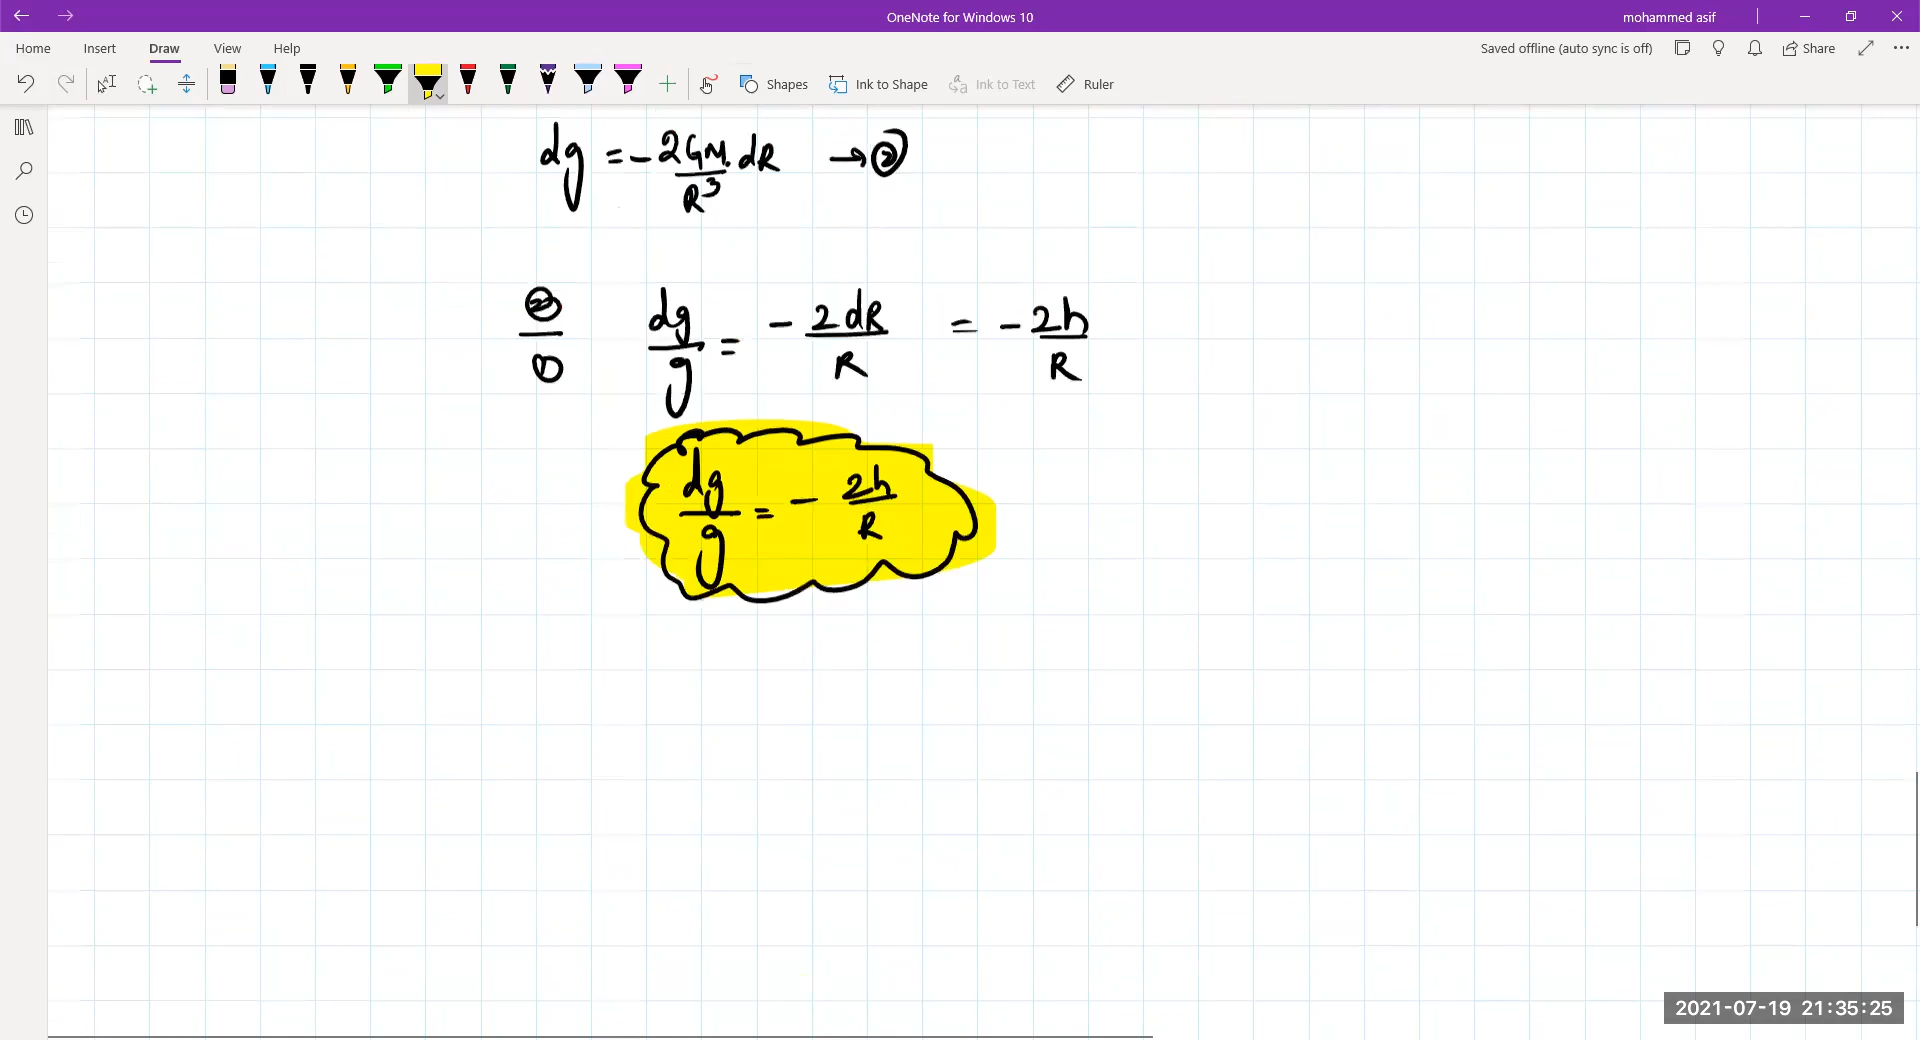 OneNote for Windows 10
mohammed asif
Home Insert Draw View Help
Saved offline (auto sync is off) Share
Shapes Ink to Shape Ink to Text Ruler
dg = - 2GM/R³ . dR → ②
②/① dg/g = - 2dR/R = - 2h/R
dg/g = - 2h/R
2021-07-19 21:35:25